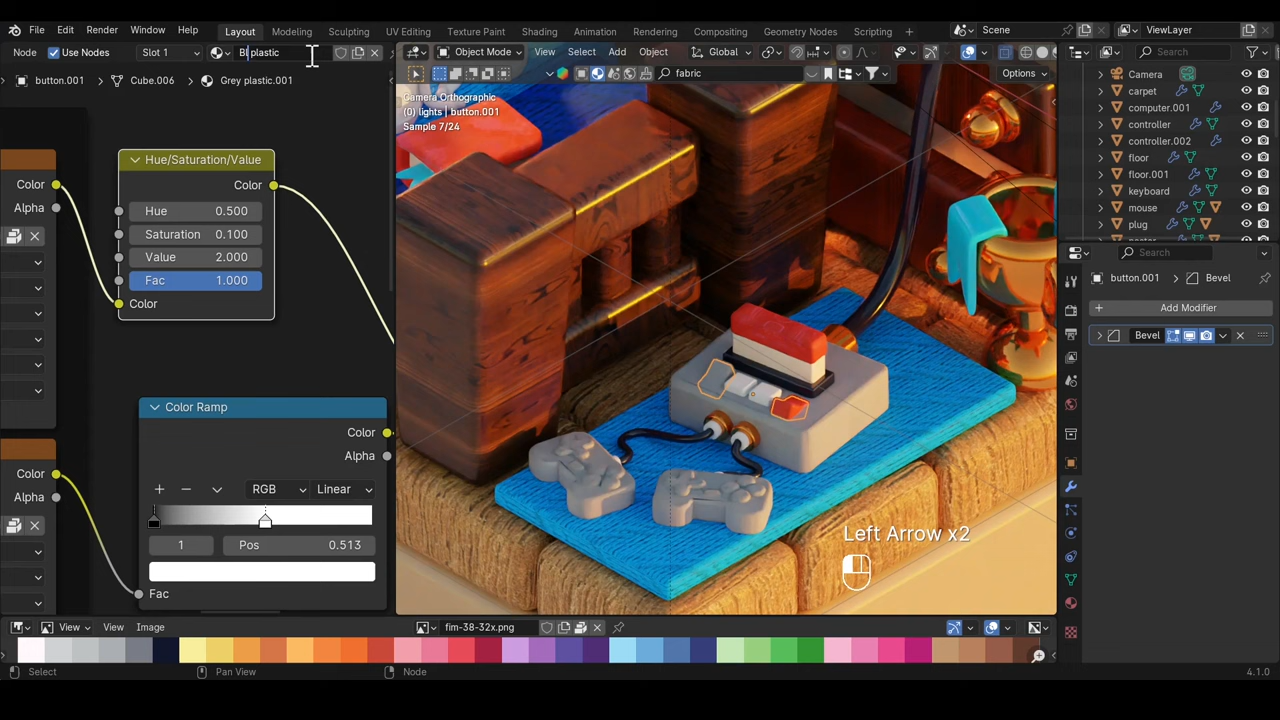 File Edit Render Window Help Layout Modeling Sculpting UV Editing Texture Paint Shading Animation Rendering Compositing Geometry Nodes Scripting Scene ViewLayer
Node Use Nodes Slot 1 Bl plastic Object Mode View Select Add Object Global Search
fabric Options
button.001 > Cube.006 > Grey plastic.001
Camera Orthographic
(0) lights | button.001
Sample 7/24
Camera
carpet
computer.001
controller
controller.002
floor
floor.001
keyboard
mouse
plug
Search
button.001 > Bevel
Add Modifier
Bevel
Color
Alpha
Color
Alpha
Hue/Saturation/Value
Color
Hue 0.500
Saturation 0.100
Value 2.000
Fac 1.000
Color
Color Ramp
Color
Alpha
RGB Linear
1 Pos 0.513
Fac
Left Arrow x2
View View Image fim-38-32x.png
Select Pan View Node 4.1.0